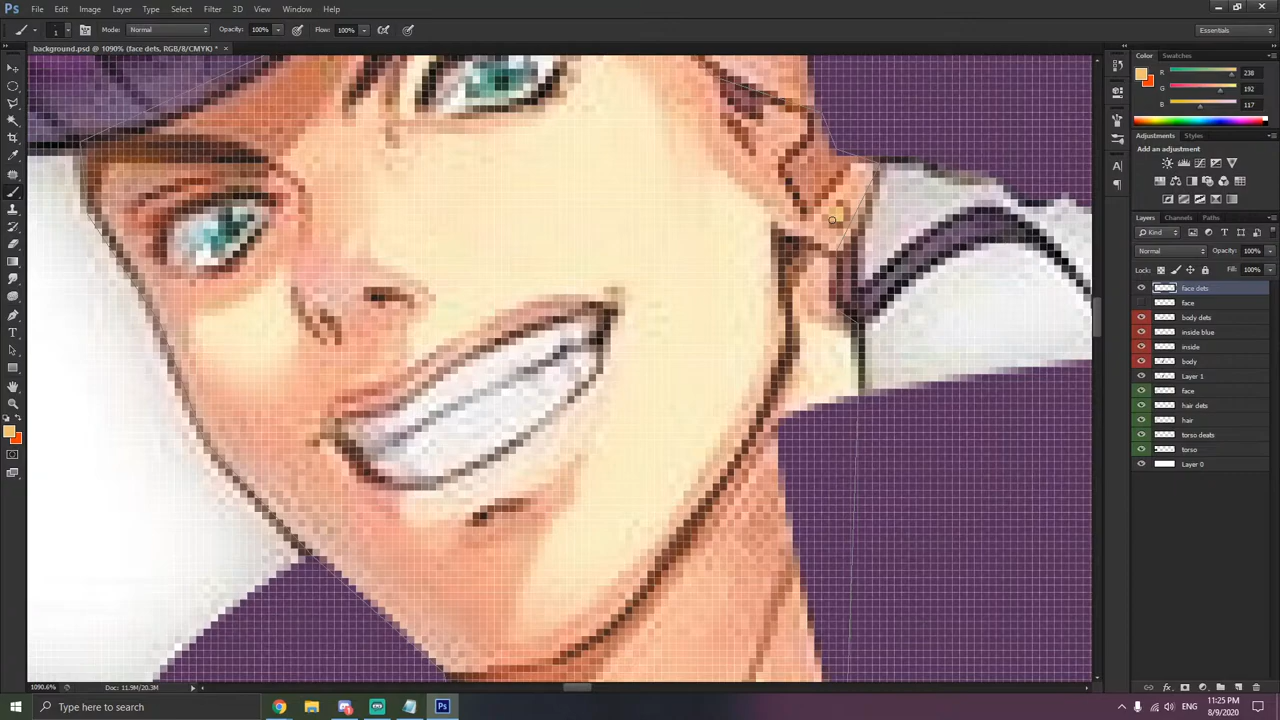 Ps File Edit Image Layer Type Select Filter 3D View Window Help
1 Mode: Normal Opacity: 100% Flow: 100% Essentials
background.psd @ 1090% (face dets, RGB/8/CMYK) * ×
Color Swatches
R 238
G 192
B 117
Adjustments Styles
Add an adjustment
Layers Channels Paths
Kind
Normal Opacity: 100%
Locks: Fill: 100%
face dets
face
body dets
inside blue
inside
body
Layer 1
face
hair dets
hair
torso deats
torso
Layer 0
1090.6% Doc: 11.9M/20.3M
Type here to search
Ps
11:25 PM
8/9/2020